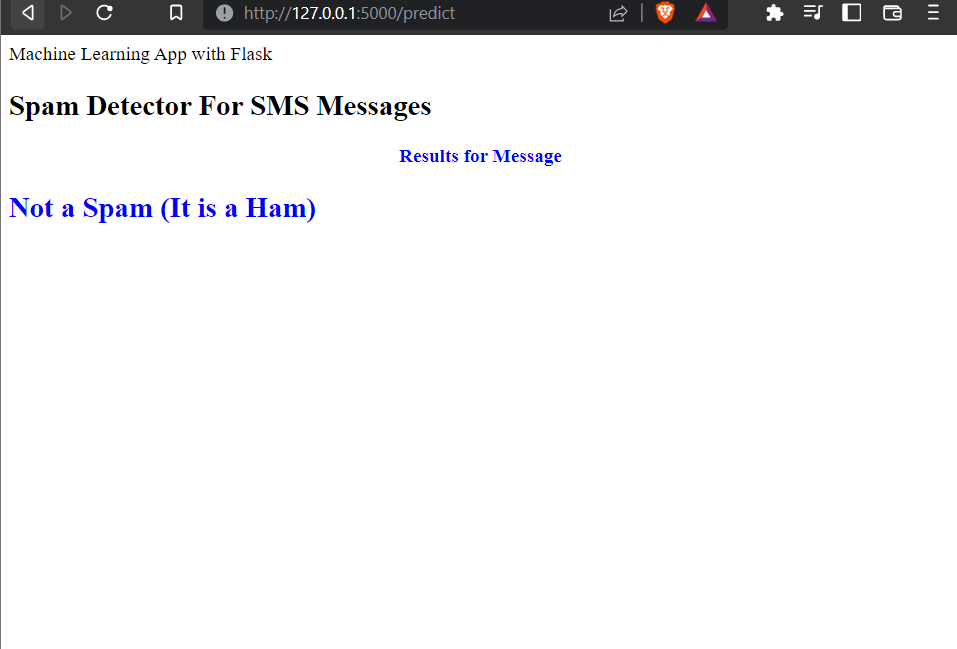 http://127.0.0.1:5000/predict
Machine Learning App with Flask
Spam Detector For SMS Messages
Results for Message
Not a Spam (It is a Ham)